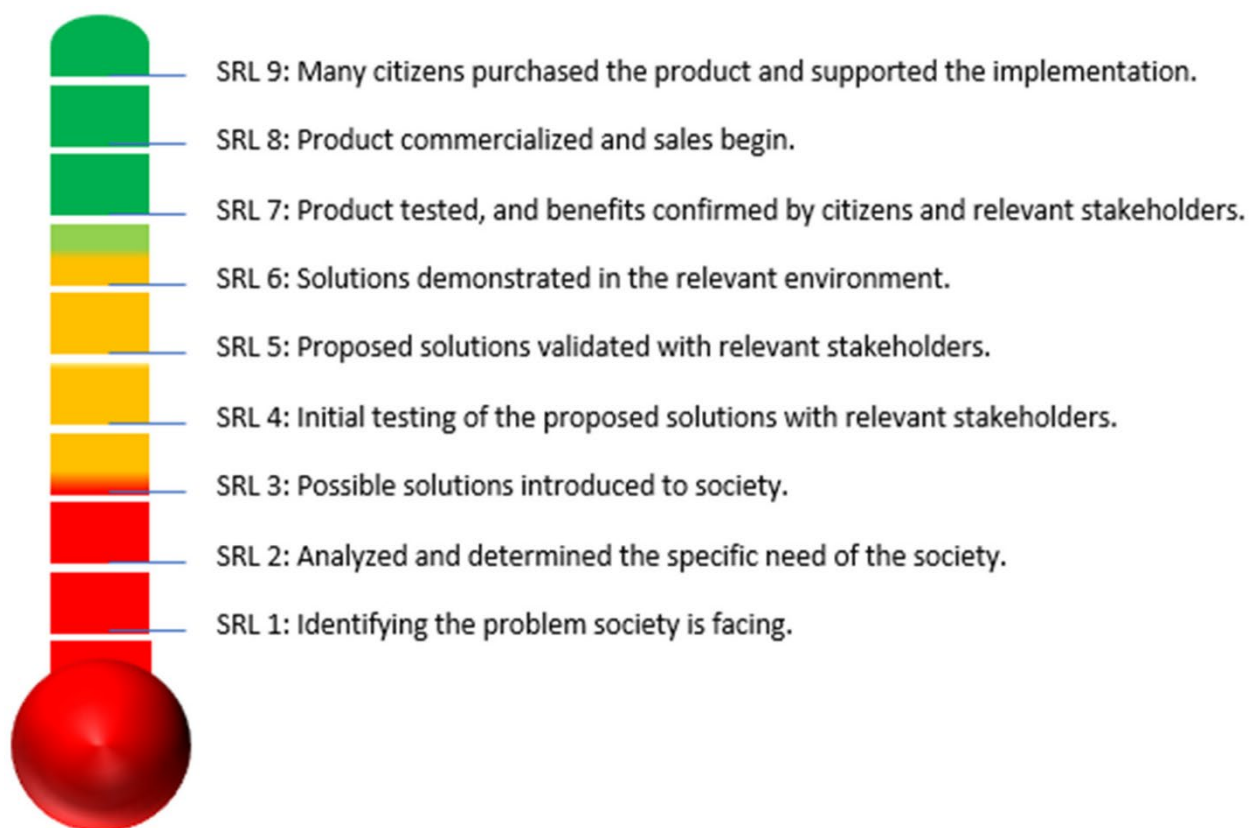 SRL 9: Many citizens purchased the product and supported the implementation.
SRL 8: Product commercialized and sales begin.
SRL 7: Product tested, and benefits confirmed by citizens and relevant stakeholders.
SRL 6: Solutions demonstrated in the relevant environment.
SRL 5: Proposed solutions validated with relevant stakeholders.
SRL 4: Initial testing of the proposed solutions with relevant stakeholders.
SRL 3: Possible solutions introduced to society.
SRL 2: Analyzed and determined the specific need of the society.
SRL 1: Identifying the problem society is facing.